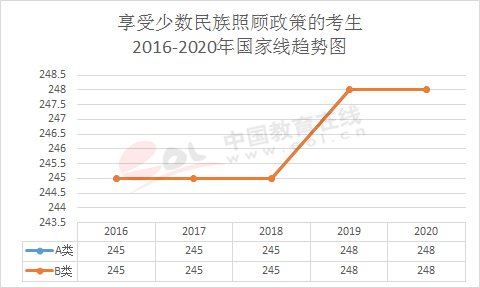 享受少数民族照顾政策的考生
2016-2020年国家线趋势图
248.5
248
247.5
247
246.5
246
245.5
245
244.5
244
243.5
中国教育在线
eol.cn
2016 2017 2018 2019 2020
A类 245 245 245 248 248
B类 245 245 245 248 248